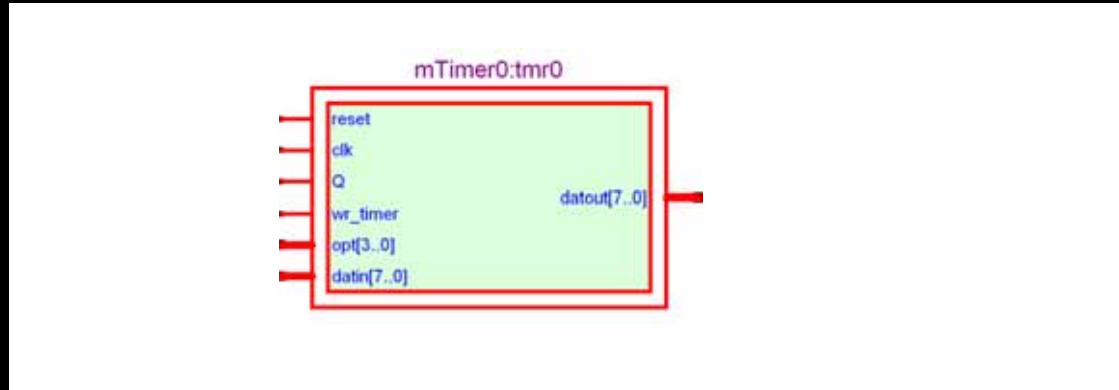 mTimer0:tmr0
reset
clk
Q
wr_timer
opt[3..0]
datin[7..0]
datout[7..0]